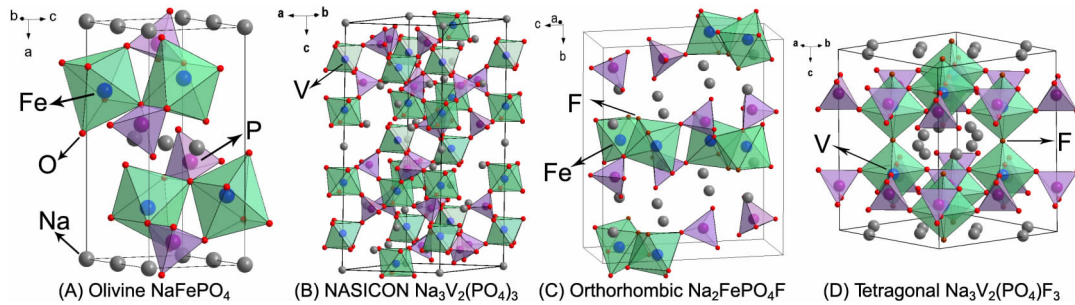 b c
a
Fe
O
Na
P
(A) Olivine NaFePO₄
a b
c
V
(B) NASICON Na₃V₂(PO₄)₃
c a
b
F
Fe
(C) Orthorhombic Na₂FePO₄F
a b
c
V
F
(D) Tetragonal Na₃V₂(PO₄)F₃